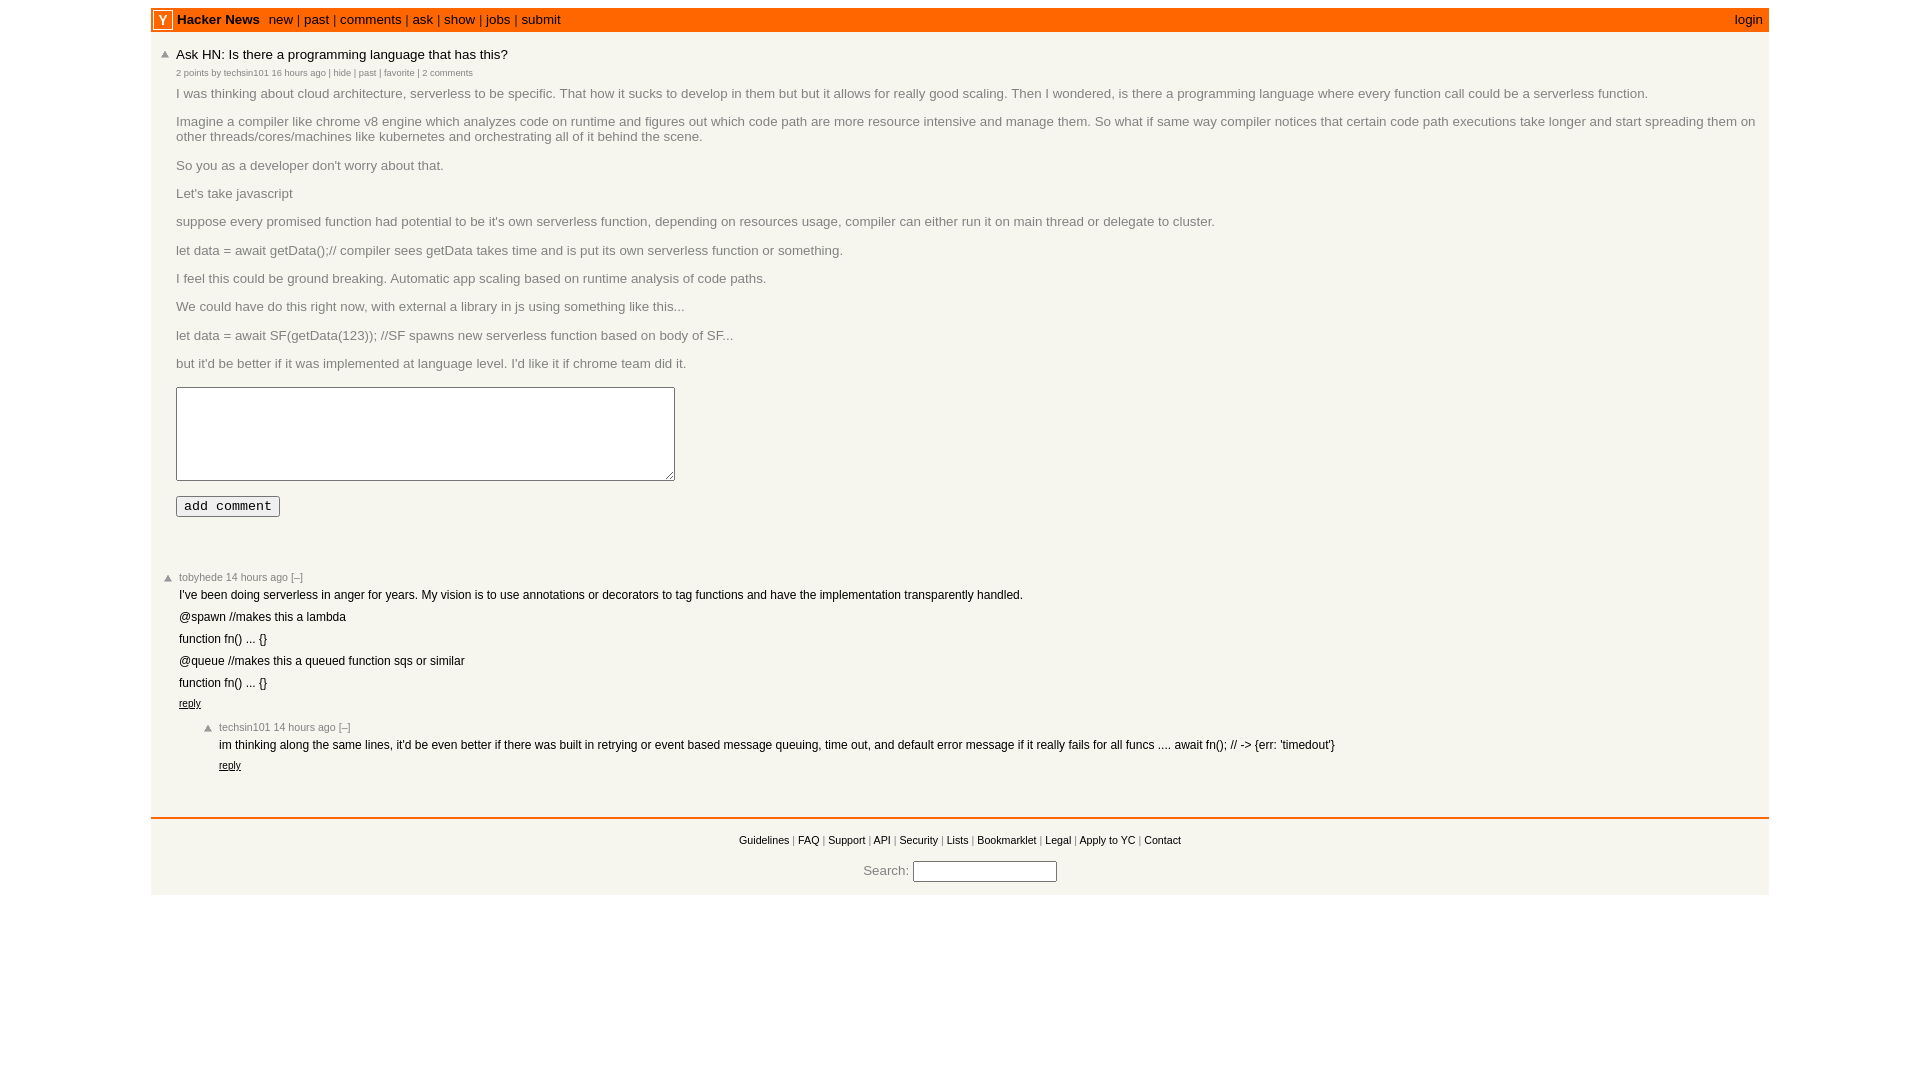 Y Hacker News new | past | comments | ask | show | jobs | submit login
Ask HN: Is there a programming language that has this?
2 points by techsin101 16 hours ago | hide | past | favorite | 2 comments
I was thinking about cloud architecture, serverless to be specific. That how it sucks to develop in them but but it allows for really good scaling. Then I wondered, is there a programming language where every function call could be a serverless function.
Imagine a compiler like chrome v8 engine which analyzes code on runtime and figures out which code path are more resource intensive and manage them. So what if same way compiler notices that certain code path executions take longer and start spreading them on
other threads/cores/machines like kubernetes and orchestrating all of it behind the scene.
So you as a developer don't worry about that.
Let's take javascript
suppose every promised function had potential to be it's own serverless function, depending on resources usage, compiler can either run it on main thread or delegate to cluster.
let data = await getData();// compiler sees getData takes time and is put its own serverless function or something.
I feel this could be ground breaking. Automatic app scaling based on runtime analysis of code paths.
We could have do this right now, with external a library in js using something like this...
let data = await SF(getData(123)); //SF spawns new serverless function based on body of SF...
but it'd be better if it was implemented at language level. I'd like it if chrome team did it.
add comment
tobyhede 14 hours ago [–]
I've been doing serverless in anger for years. My vision is to use annotations or decorators to tag functions and have the implementation transparently handled.
@spawn //makes this a lambda
function fn() ... {}
@queue //makes this a queued function sqs or similar
function fn() ... {}
reply
techsin101 14 hours ago [–]
im thinking along the same lines, it'd be even better if there was built in retrying or event based message queuing, time out, and default error message if it really fails for all funcs .... await fn(); // -> {err: 'timedout'}
reply
Guidelines | FAQ | Support | API | Security | Lists | Bookmarklet | Legal | Apply to YC | Contact
Search: